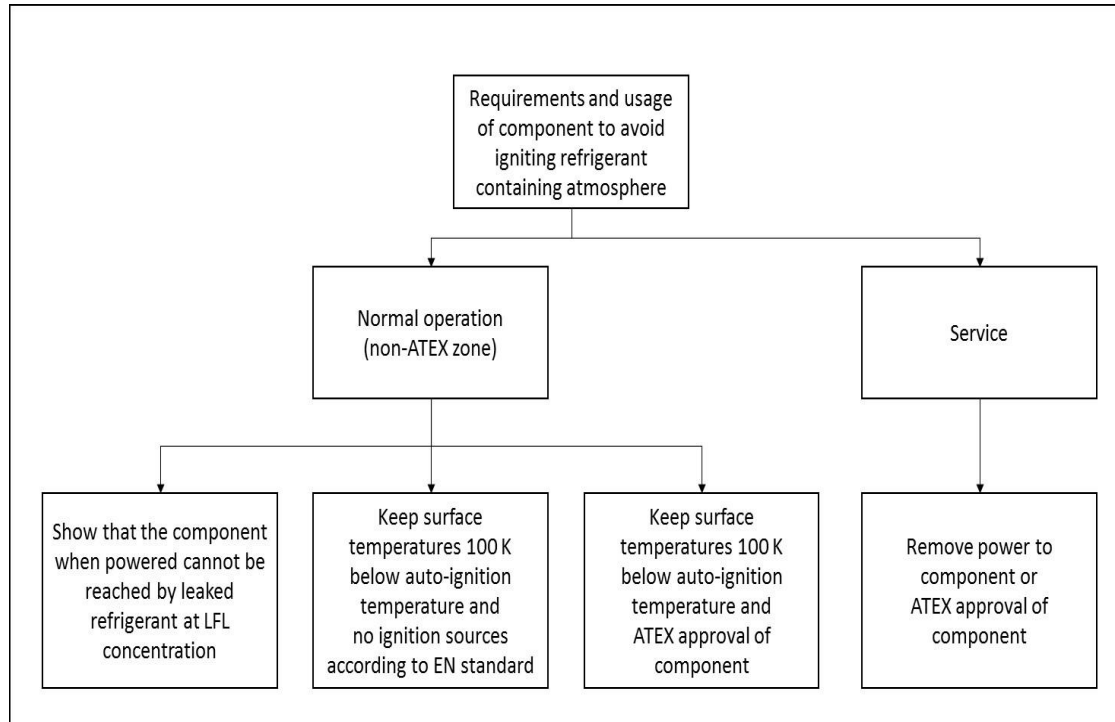 Requirements and usage
of component to avoid
igniting refrigerant
containing atmosphere
Normal operation
(non-ATEX zone)
Service
Show that the component
when powered cannot be
reached by leaked
refrigerant at LFL
concentration
Keep surface
temperatures 100 K
below auto-ignition
temperature and
no ignition sources
according to EN standard
Keep surface
temperatures 100 K
below auto-ignition
temperature and
ATEX approval of
component
Remove power to
component or
ATEX approval of
component